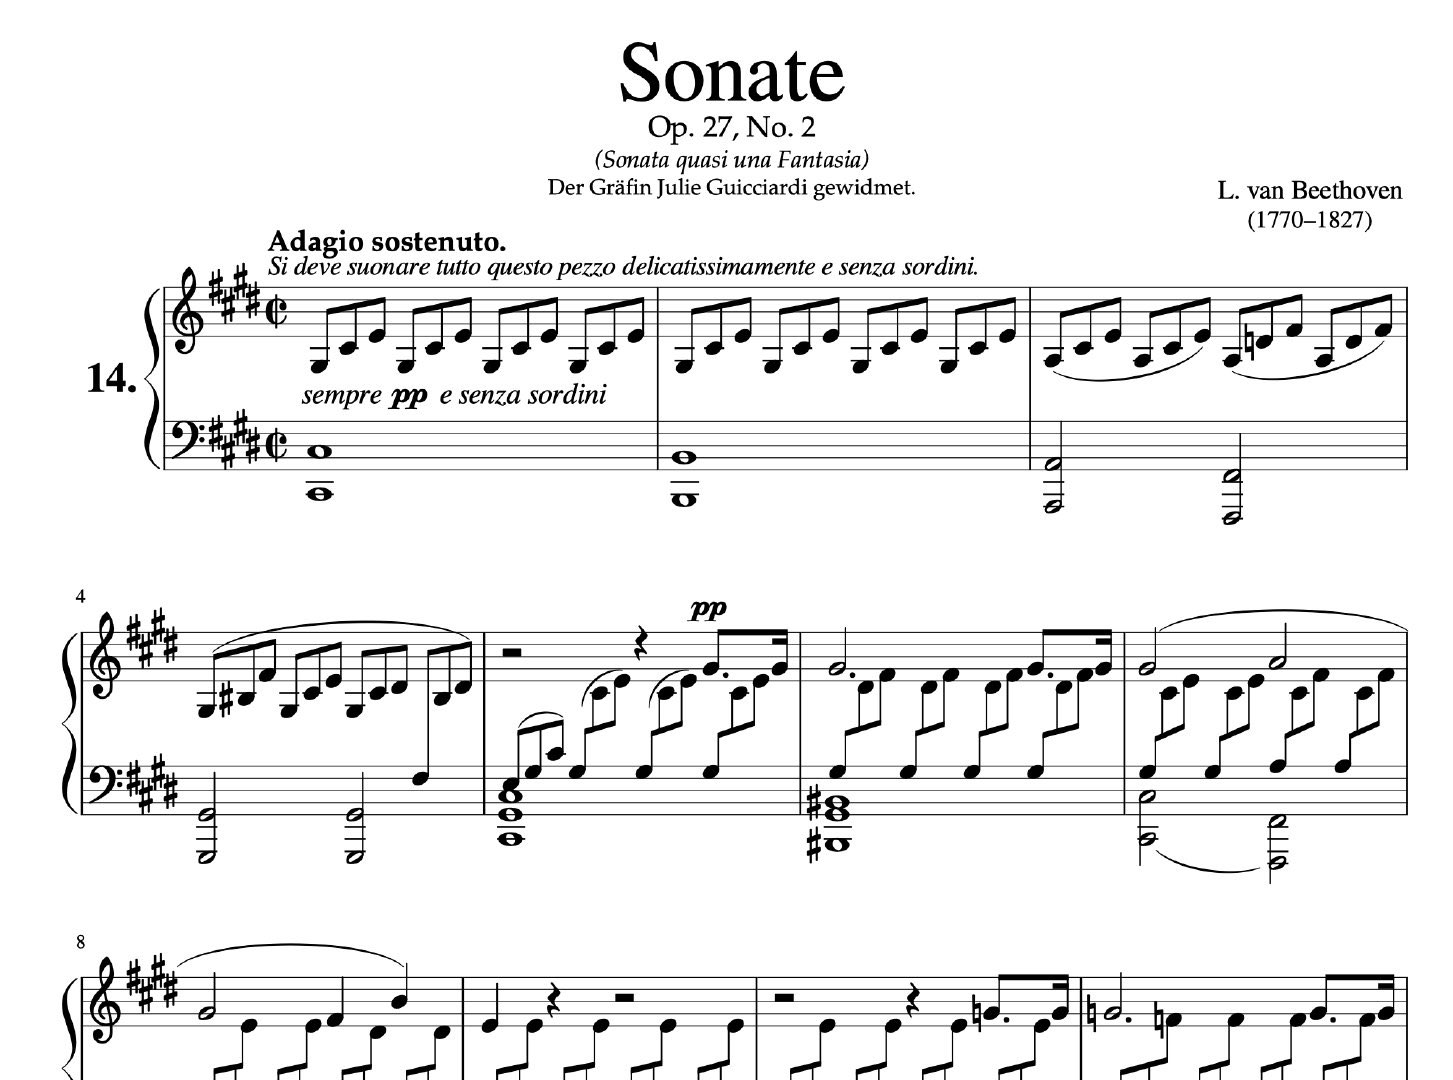 Sonate
Op. 27, No. 2
(Sonata quasi una Fantasia)
Der Gräfin Julie Guicciardi gewidmet.
L. van Beethoven
(1770–1827)
Adagio sostenuto.
Si deve suonare tutto questo pezzo delicatissimamente e senza sordini.
14.
sempre pp e senza sordini
4
pp
8